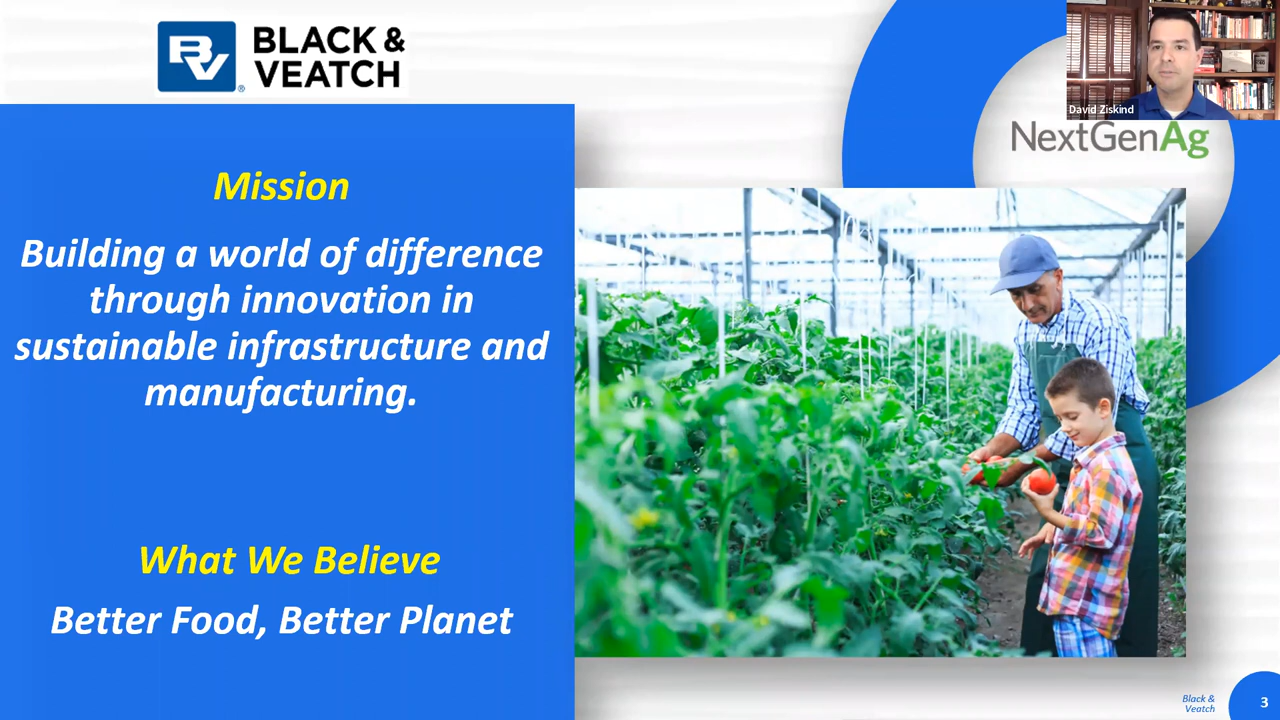 BV
BLACK &
VEATCH
David Ziskind
NextGenAg
Mission
Building a world of difference
through innovation in
sustainable infrastructure and
manufacturing.
What We Believe
Better Food, Better Planet
Black &
Veatch
3